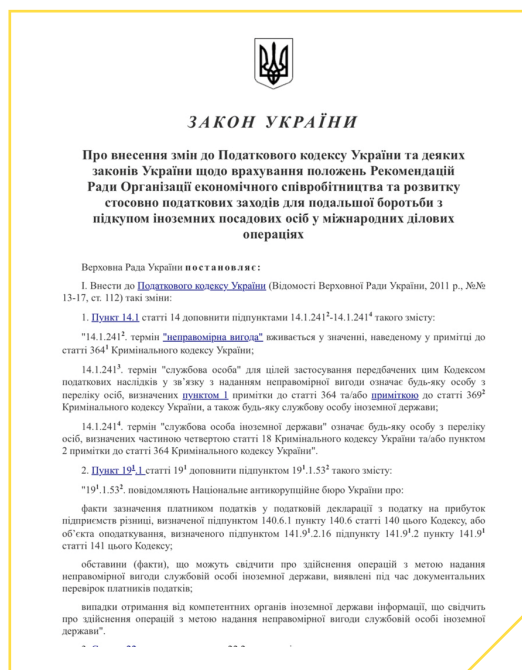 ЗАКОН УКРАЇНИ
Про внесення змін до Податкового кодексу України та деяких
законів України щодо врахування положень Рекомендацій
Ради Організації економічного співробітництва та розвитку
стосовно податкових заходів для подальшої боротьби з
підкупом іноземних посадових осіб у міжнародних ділових
операціях
Верховна Рада України постановляє:
I. Внести до Податкового кодексу України (Відомості Верховної Ради України, 2011 р., №№
13-17, ст. 112) такі зміни:
1. Пункт 14.1 статті 14 доповнити підпунктами 14.1.241²-14.1.241⁴ такого змісту:
"14.1.241². термін "неправомірна вигода" вживається у значенні, наведеному у примітці до
статті 364¹ Кримінального кодексу України;
14.1.241³. термін "службова особа" для цілей застосування передбачених цим Кодексом
податкових наслідків у зв’язку з наданням неправомірної вигоди означає будь-яку особу з
переліку осіб, визначених пунктом 1 примітки до статті 364 та/або приміткою до статті 369²
Кримінального кодексу України, а також будь-яку службову особу іноземної держави;
14.1.241⁴. термін "службова особа іноземної держави" означає будь-яку особу з переліку
осіб, визначених частиною четвертою статті 18 Кримінального кодексу України та/або пунктом
2 примітки до статті 364 Кримінального кодексу України".
2. Пункт 19¹.1 статті 19¹ доповнити підпунктом 19¹.1.53² такого змісту:
"19¹.1.53². повідомляють Національне антикорупційне бюро України про:
факти зазначення платником податків у податковій декларації з податку на прибуток
підприємств різниці, визначеної підпунктом 140.6.1 пункту 140.6 статті 140 цього Кодексу, або
об’єкта оподаткування, визначеного підпунктом 141.9¹.2.16 підпункту 141.9¹.2 пункту 141.9¹
статті 141 цього Кодексу;
обставини (факти), що можуть свідчити про здійснення операцій з метою надання
неправомірної вигоди службовій особі іноземної держави, виявлені під час документальних
перевірок платників податків;
випадки отримання від компетентних органів іноземної держави інформації, що свідчить
про здійснення операцій з метою надання неправомірної вигоди службовій особі іноземної
держави".